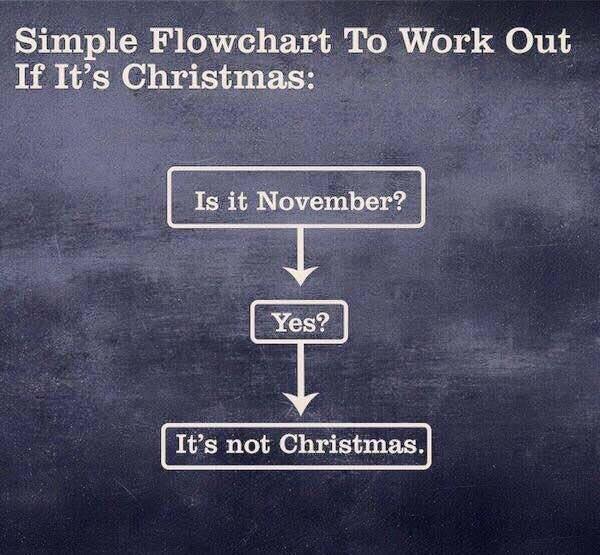 Simple Flowchart To Work Out
If It's Christmas:
Is it November?
Yes?
It's not Christmas.